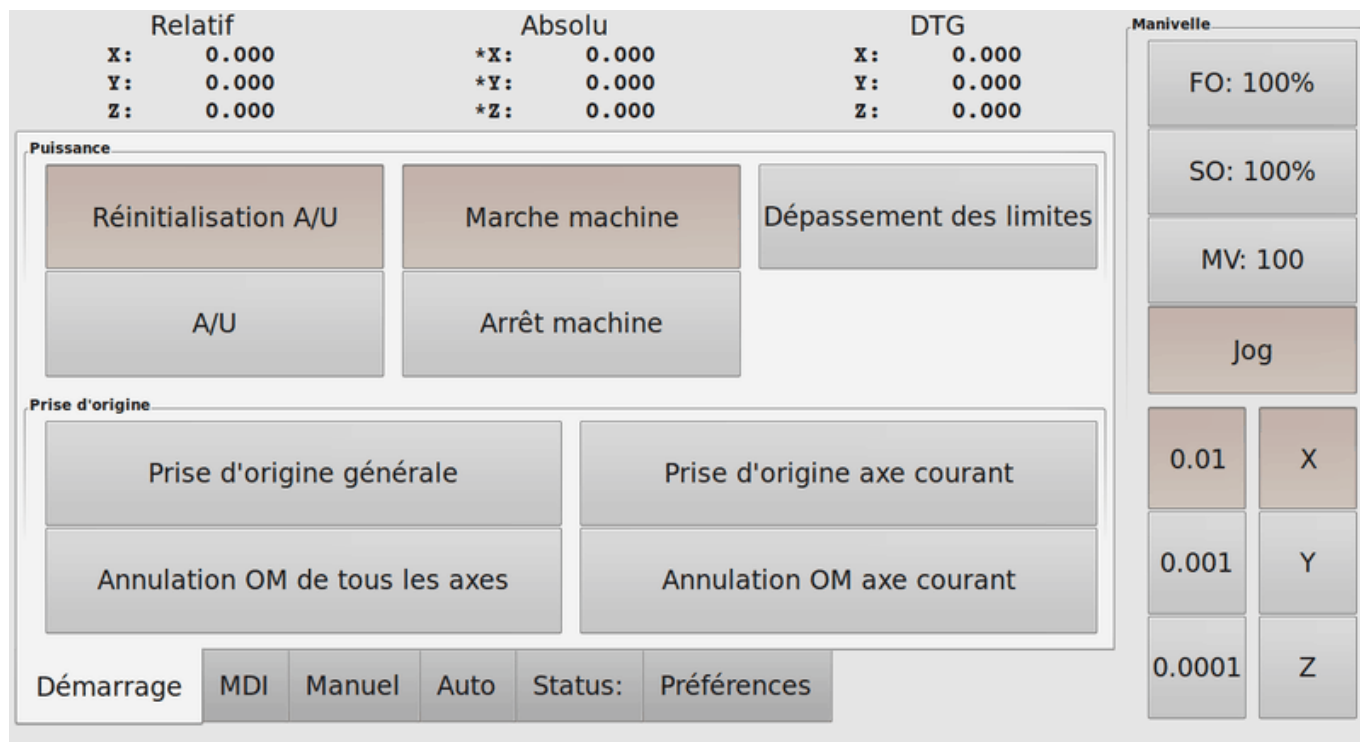 Relatif Absolu DTG Manivelle
X: 0.000 *X: 0.000 X: 0.000
Y: 0.000 *Y: 0.000 Y: 0.000
Z: 0.000 *Z: 0.000 Z: 0.000
FO: 100%
Puissance
SO: 100%
Réinitialisation A/U Marche machine Dépassement des limites
MV: 100
A/U Arrêt machine
Jog
Prise d'origine
Prise d'origine générale Prise d'origine axe courant
0.01 X
Annulation OM de tous les axes Annulation OM axe courant
0.001 Y
0.0001 Z
Démarrage MDI Manuel Auto Status: Préférences